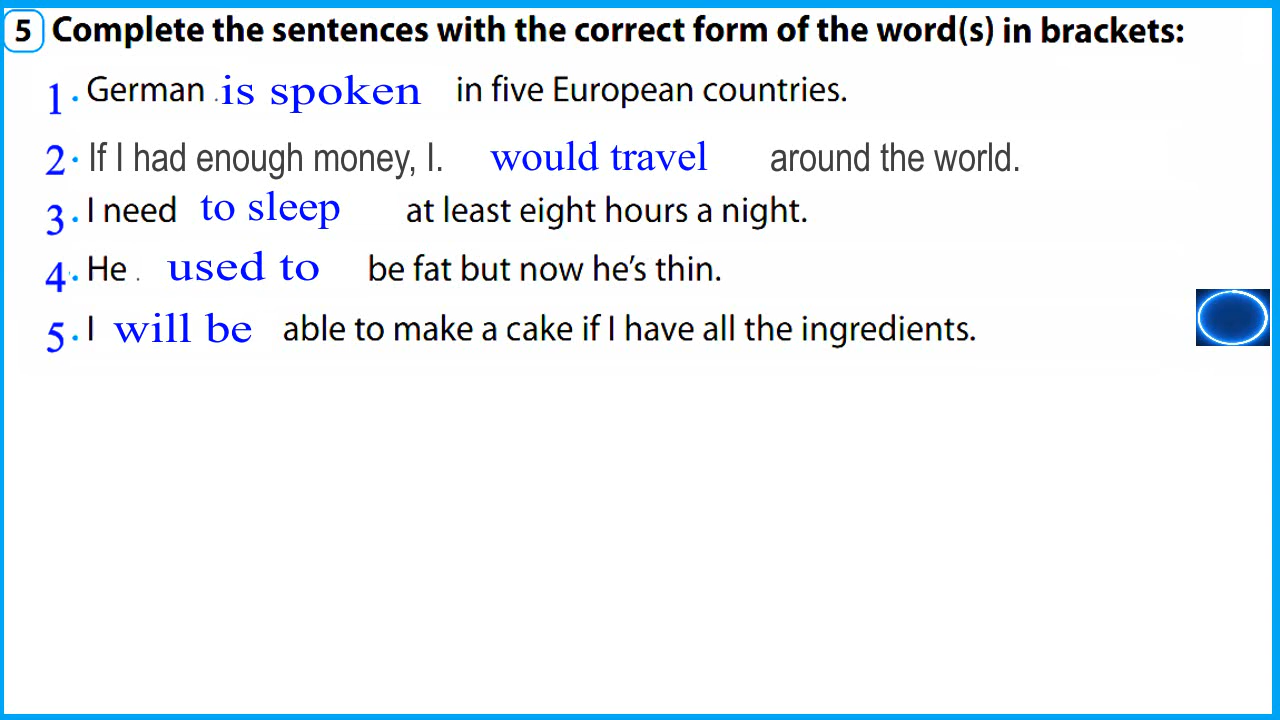 5 Complete the sentences with the correct form of the word(s) in brackets:
1. German .is spoken in five European countries.
2. If I had enough money, I. would travel around the world.
3. I need to sleep at least eight hours a night.
4. He . used to be fat but now he's thin.
5. I will be able to make a cake if I have all the ingredients.